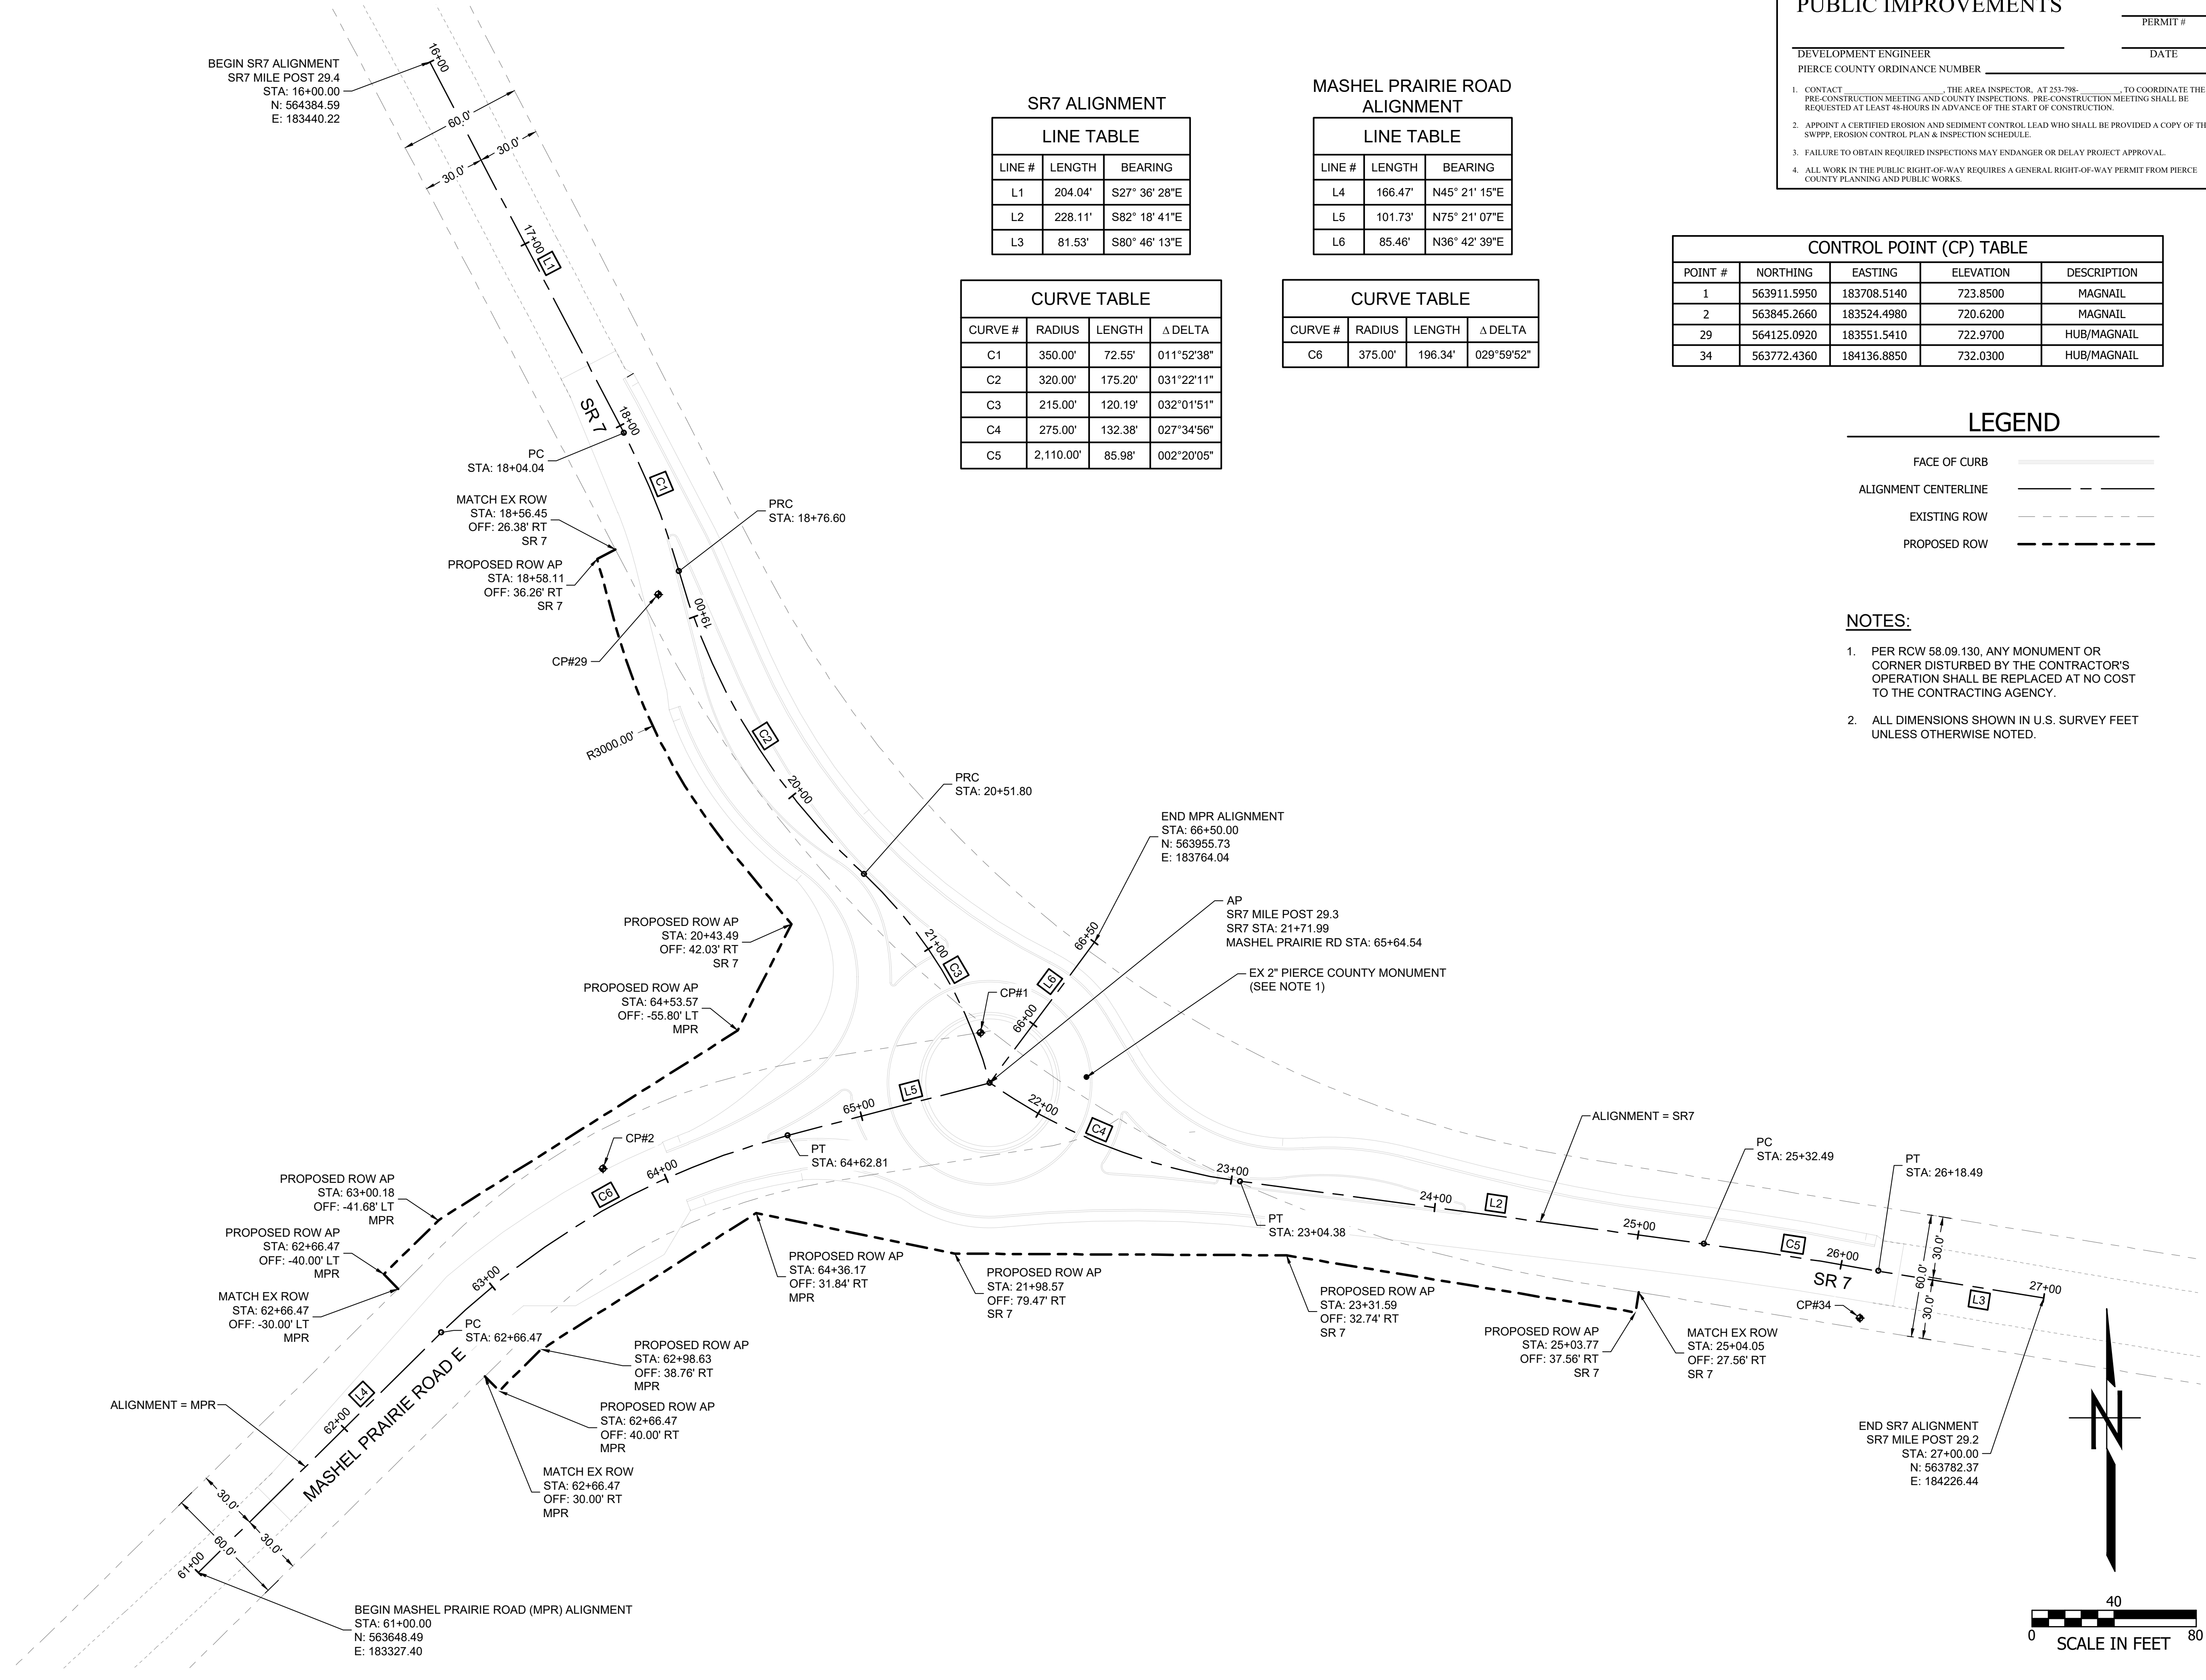 PUBLIC IMPROVEMENTS
PERMIT #
DEVELOPMENT ENGINEER
DATE
PIERCE COUNTY ORDINANCE NUMBER
1. CONTACT ____________, THE AREA INSPECTOR, AT 253-798-________, TO COORDINATE THE
PRE-CONSTRUCTION MEETING AND COUNTY INSPECTIONS. PRE-CONSTRUCTION MEETING SHALL BE
REQUESTED AT LEAST 48-HOURS IN ADVANCE OF THE START OF CONSTRUCTION.
2. APPOINT A CERTIFIED EROSION AND SEDIMENT CONTROL LEAD WHO SHALL BE PROVIDED A COPY OF
SWPPP, EROSION CONTROL PLAN & INSPECTION SCHEDULE.
3. FAILURE TO OBTAIN REQUIRED INSPECTIONS MAY ENDANGER OR DELAY PROJECT APPROVAL.
4. ALL WORK IN THE PUBLIC RIGHT-OF-WAY REQUIRES A GENERAL RIGHT-OF-WAY PERMIT FROM PIERCE
COUNTY PLANNING AND PUBLIC WORKS.
SR7 ALIGNMENT
LINE TABLE
LINE # LENGTH BEARING
L1 204.04' S27° 36' 28"E
L2 228.11' S82° 18' 41"E
L3 81.53' S80° 46' 13"E
CURVE TABLE
CURVE # RADIUS LENGTH Δ DELTA
C1 350.00' 72.55' 011°52'38"
C2 320.00' 175.20' 031°22'11"
C3 215.00' 120.19' 032°01'51"
C4 275.00' 132.38' 027°34'56"
C5 2,110.00' 85.98' 002°20'05"
MASHEL PRAIRIE ROAD
ALIGNMENT
LINE TABLE
LINE # LENGTH BEARING
L4 166.47' N45° 21' 15"E
L5 101.73' N75° 21' 07"E
L6 85.46' N36° 42' 39"E
CURVE TABLE
CURVE # RADIUS LENGTH Δ DELTA
C6 375.00' 196.34' 029°59'52"
CONTROL POINT (CP) TABLE
POINT # NORTHING EASTING ELEVATION DESCRIPTION
1 563911.5950 183708.5140 723.8500 MAGNAIL
2 563845.2660 183524.4980 720.6200 MAGNAIL
29 564125.0920 183551.5410 722.9700 HUB/MAGNAIL
34 563772.4360 184136.8850 732.0300 HUB/MAGNAIL
LEGEND
FACE OF CURB
ALIGNMENT CENTERLINE
EXISTING ROW
PROPOSED ROW
NOTES:
1. PER RCW 58.09.130, ANY MONUMENT OR
CORNER DISTURBED BY THE CONTRACTOR'S
OPERATION SHALL BE REPLACED AT NO COST
TO THE CONTRACTING AGENCY.
2. ALL DIMENSIONS SHOWN IN U.S. SURVEY FEET
UNLESS OTHERWISE NOTED.
BEGIN SR7 ALIGNMENT
SR7 MILE POST 29.4
STA: 16+00.00
N: 564384.59
E: 183440.22
16+00
60.0'
30.0'
30.0'
17+00
L1
18+00
SR 7
PC
STA: 18+04.04
C1
MATCH EX ROW
STA: 18+56.45
OFF: 26.38' RT
SR 7
PRC
STA: 18+76.60
PROPOSED ROW AP
STA: 18+58.11
OFF: 36.26' RT
SR 7
19+00
CP#29
R3000.00'
C2
20+00
PRC
STA: 20+51.80
END MPR ALIGNMENT
STA: 66+50.00
N: 563955.73
E: 183764.04
AP
SR7 MILE POST 29.3
SR7 STA: 21+71.99
MASHEL PRAIRIE RD STA: 65+64.54
EX 2" PIERCE COUNTY MONUMENT
(SEE NOTE 1)
PROPOSED ROW AP
STA: 20+43.49
OFF: 42.03' RT
SR 7
21+00
C3
66+50
L6
66+00
CP#1
PROPOSED ROW AP
STA: 64+53.57
OFF: -55.80' LT
MPR
L5
65+00
22+00
C4
ALIGNMENT = SR7
CP#2
PT
STA: 64+62.81
64+00
C6
23+00
PT
STA: 23+04.38
24+00
L2
25+00
PC
STA: 25+32.49
PT
STA: 26+18.49
C5
26+00
SR 7
60.0'
30.0'
30.0'
27+00
L3
CP#34
PROPOSED ROW AP
STA: 63+00.18
OFF: -41.68' LT
MPR
PROPOSED ROW AP
STA: 62+66.47
OFF: -40.00' LT
MPR
MATCH EX ROW
STA: 62+66.47
OFF: -30.00' LT
MPR
63+00
PC
STA: 62+66.47
PROPOSED ROW AP
STA: 64+36.17
OFF: 31.84' RT
MPR
PROPOSED ROW AP
STA: 21+98.57
OFF: 79.47' RT
SR 7
PROPOSED ROW AP
STA: 23+31.59
OFF: 32.74' RT
SR 7
PROPOSED ROW AP
STA: 25+03.77
OFF: 37.56' RT
SR 7
MATCH EX ROW
STA: 25+04.05
OFF: 27.56' RT
SR 7
PROPOSED ROW AP
STA: 62+98.63
OFF: 38.76' RT
MPR
PROPOSED ROW AP
STA: 62+66.47
OFF: 40.00' RT
MPR
MATCH EX ROW
STA: 62+66.47
OFF: 30.00' RT
MPR
ALIGNMENT = MPR
L4
62+00
MASHEL PRAIRIE ROAD E
30.0'
60.0'
30.0'
61+00
BEGIN MASHEL PRAIRIE ROAD (MPR) ALIGNMENT
STA: 61+00.00
N: 563648.49
E: 183327.40
END SR7 ALIGNMENT
SR7 MILE POST 29.2
STA: 27+00.00
N: 563782.37
E: 184226.44
N
40
0 80
SCALE IN FEET